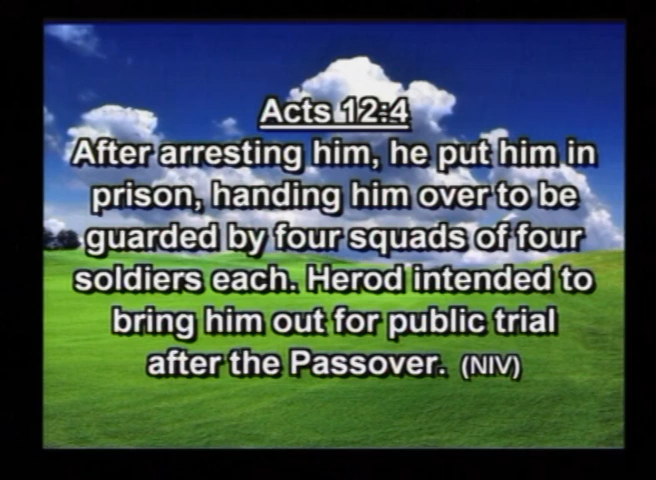 Acts 12:4
After arresting him, he put him in
prison, handing him over to be
guarded by four squads of four
soldiers each. Herod intended to
bring him out for public trial
after the Passover. (NIV)